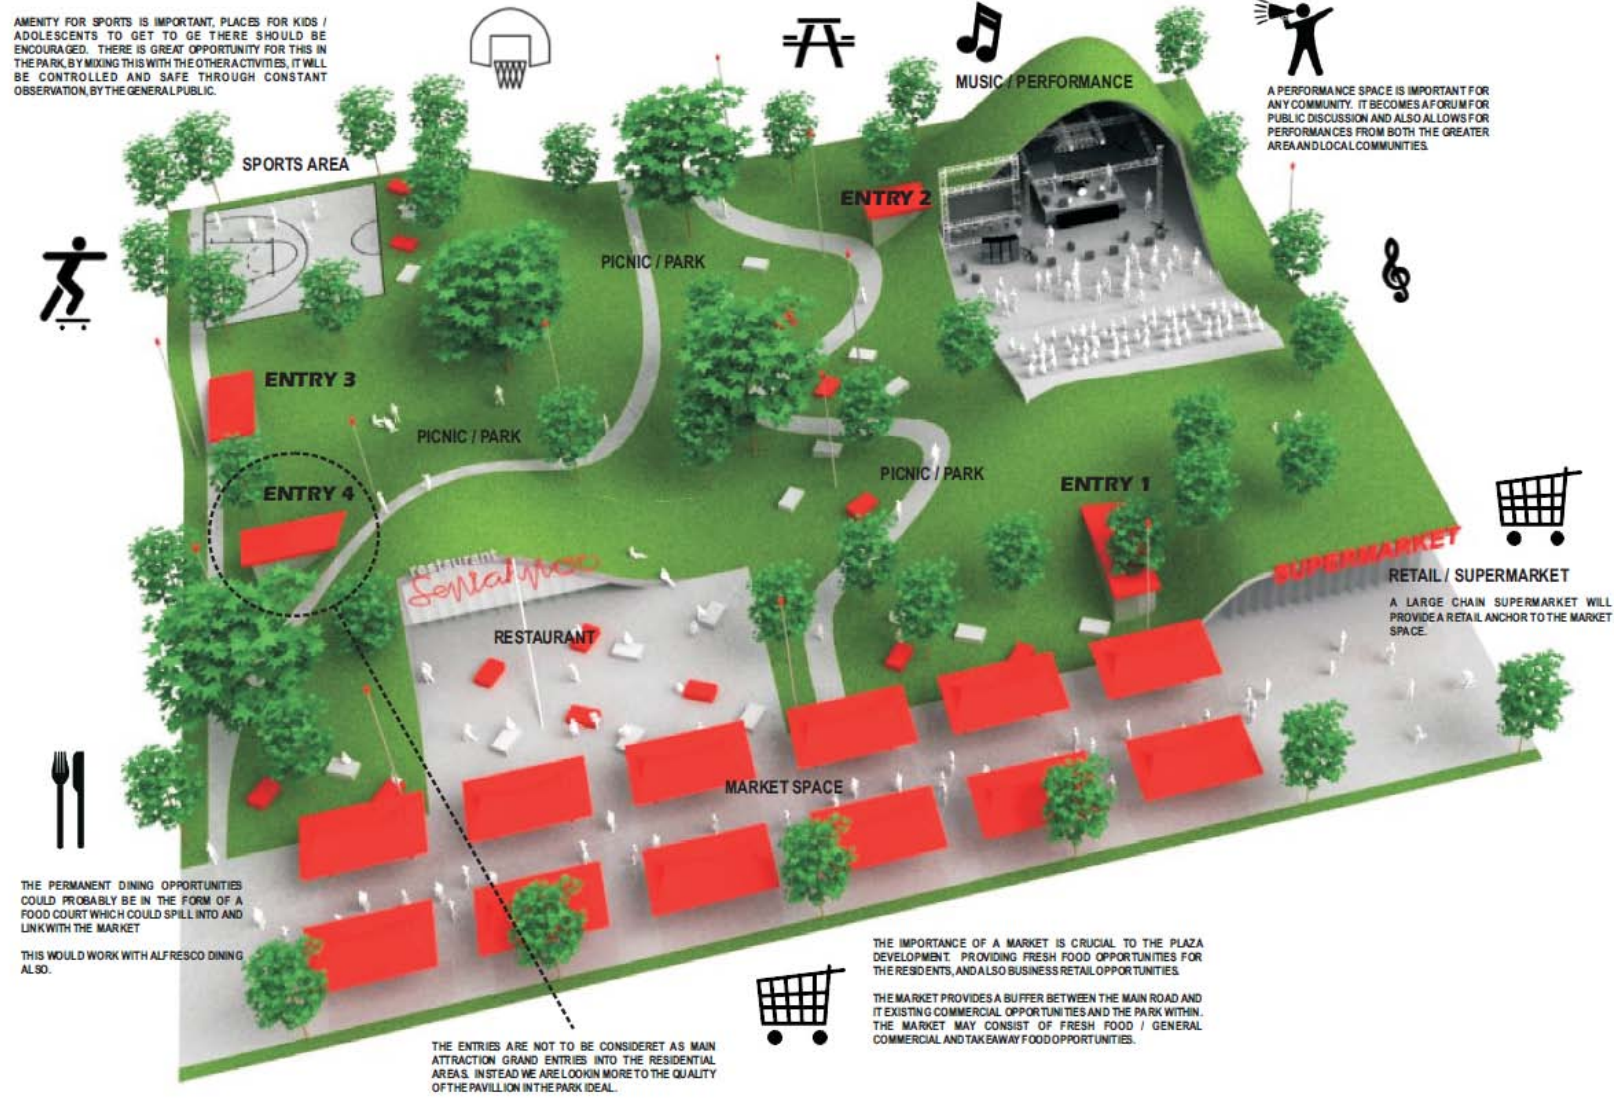 AMENITY FOR SPORTS IS IMPORTANT, PLACES FOR KIDS /
ADOLESCENTS TO GET TO GE THERE SHOULD BE
ENCOURAGED. THERE IS GREAT OPPORTUNITY FOR THIS IN
THE PARK, BY MIXING THIS WITH THE OTHER ACTIVITIES, IT WILL
BE CONTROLLED AND SAFE THROUGH CONSTANT
OBSERVATION, BY THE GENERAL PUBLIC.
MUSIC / PERFORMANCE
A PERFORMANCE SPACE IS IMPORTANT FOR
ANY COMMUNITY. IT BECOMES A FORUM FOR
PUBLIC DISCUSSION AND ALSO ALLOWS FOR
PERFORMANCES FROM BOTH THE GREATER
AREA AND LOCAL COMMUNITIES.
SPORTS AREA
ENTRY 2
PICNIC / PARK
ENTRY 3
PICNIC / PARK
PICNIC / PARK
ENTRY 1
ENTRY 4
restaurant
SUPERMARKET
RETAIL / SUPERMARKET
A LARGE CHAIN SUPERMARKET WILL
PROVIDE A RETAIL ANCHOR TO THE MARKET
SPACE.
RESTAURANT
MARKET SPACE
THE PERMANENT DINING OPPORTUNITIES
COULD PROBABLY BE IN THE FORM OF A
FOOD COURT WHICH COULD SPILL INTO AND
LINK WITH THE MARKET
THIS WOULD WORK WITH ALFRESCO DINING
ALSO.
THE IMPORTANCE OF A MARKET IS CRUCIAL TO THE PLAZA
DEVELOPMENT. PROVIDING FRESH FOOD OPPORTUNITIES FOR
THE RESIDENTS, AND ALSO BUSINESS RETAIL OPPORTUNITIES.
THE MARKET PROVIDES A BUFFER BETWEEN THE MAIN ROAD AND
IT EXISTING COMMERCIAL OPPORTUNITIES AND THE PARK WITHIN.
THE MARKET MAY CONSIST OF FRESH FOOD / GENERAL
COMMERCIAL AND TAKEAWAY FOOD OPPORTUNITIES.
THE ENTRIES ARE NOT TO BE CONSIDERET AS MAIN
ATTRACTION GRAND ENTRIES INTO THE RESIDENTIAL
AREAS. INSTEAD WE ARE LOOKIN MORE TO THE QUALITY
OF THE PAVILLION IN THE PARK IDEAL.